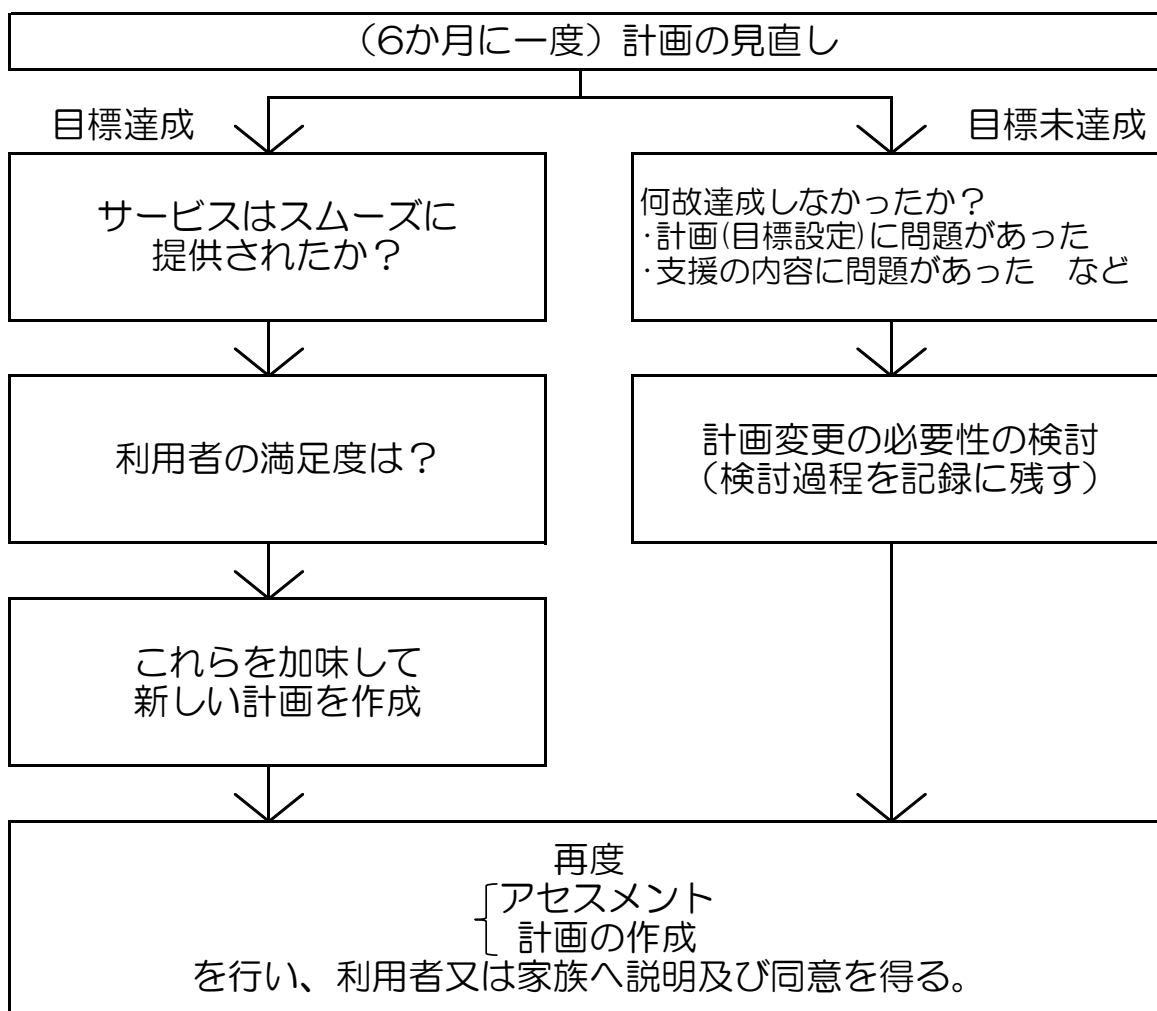 （6か月に一度）計画の見直し
目標達成
目標未達成
サービスはスムーズに
提供されたか？
何故達成しなかったか？
・計画(目標設定)に問題があった
・支援の内容に問題があった　など
利用者の満足度は？
計画変更の必要性の検討
（検討過程を記録に残す）
これらを加味して
新しい計画を作成
再度
アセスメント
計画の作成
を行い、利用者又は家族へ説明及び同意を得る。